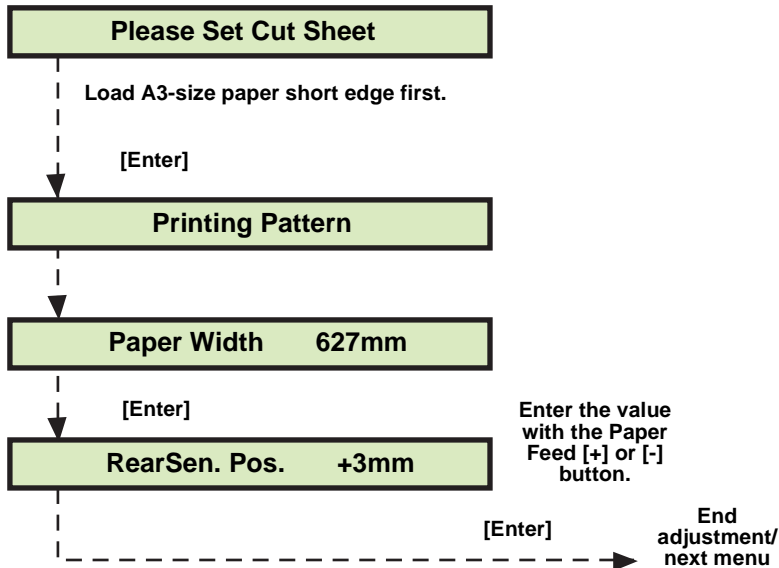 Please Set Cut Sheet
Load A3-size paper short edge first.
[Enter]
Printing Pattern
Paper Width 627mm
[Enter]
RearSen. Pos. +3mm
Enter the value
with the Paper
Feed [+] or [-]
button.
[Enter]
End
adjustment/
next menu